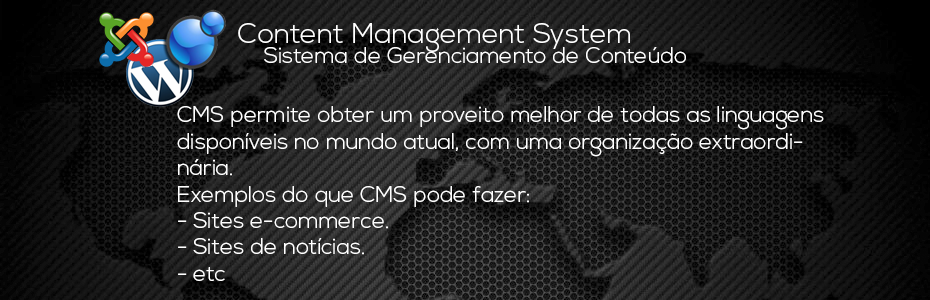 Content Management System
Sistema de Gerenciamento de Conteúdo
CMS permite obter um proveito melhor de todas as linguagens
disponíveis no mundo atual, com uma organização extraordi-
nária.
Exemplos do que CMS pode fazer:
- Sites e-commerce.
- Sites de notícias.
- etc